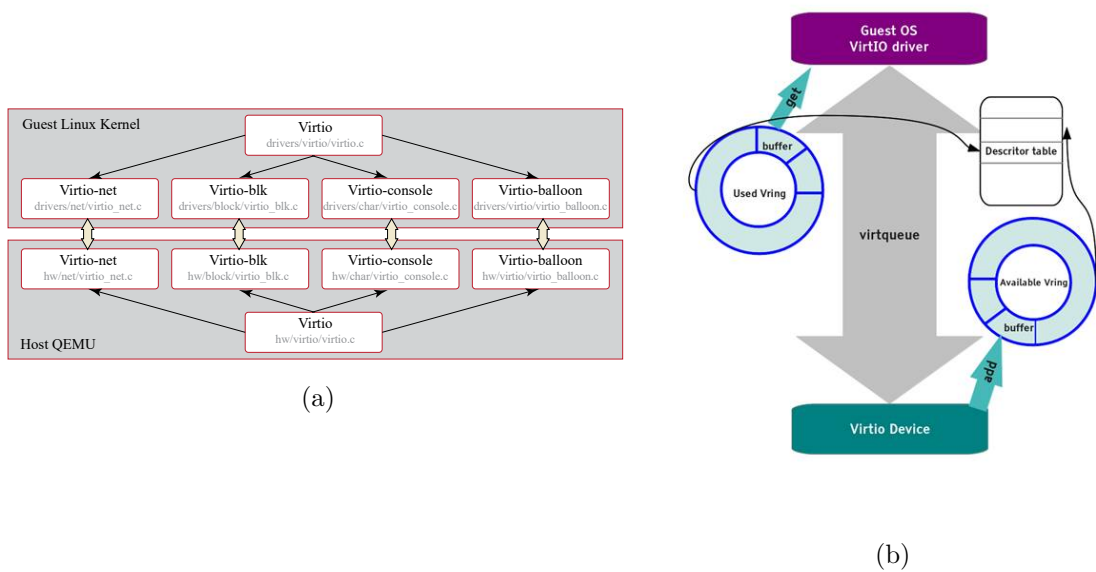 Guest Linux Kernel
Virtio
drivers/virtio/virtio.c
Virtio-net
drivers/net/virtio_net.c
Virtio-blk
drivers/block/virtio_blk.c
Virtio-console
drivers/char/virtio_console.c
Virtio-balloon
drivers/virtio/virtio_balloon.c
Virtio-net
hw/net/virtio_net.c
Virtio-blk
hw/block/virtio_blk.c
Virtio-console
hw/char/virtio_console.c
Virtio-balloon
hw/virtio/virtio_balloon.c
Virtio
hw/virtio/virtio.c
Host QEMU
(a)
Guest OS
VirtIO driver
get
buffer
Used Vring
Descritor table
virtqueue
Available Vring
buffer
add
Virtio Device
(b)